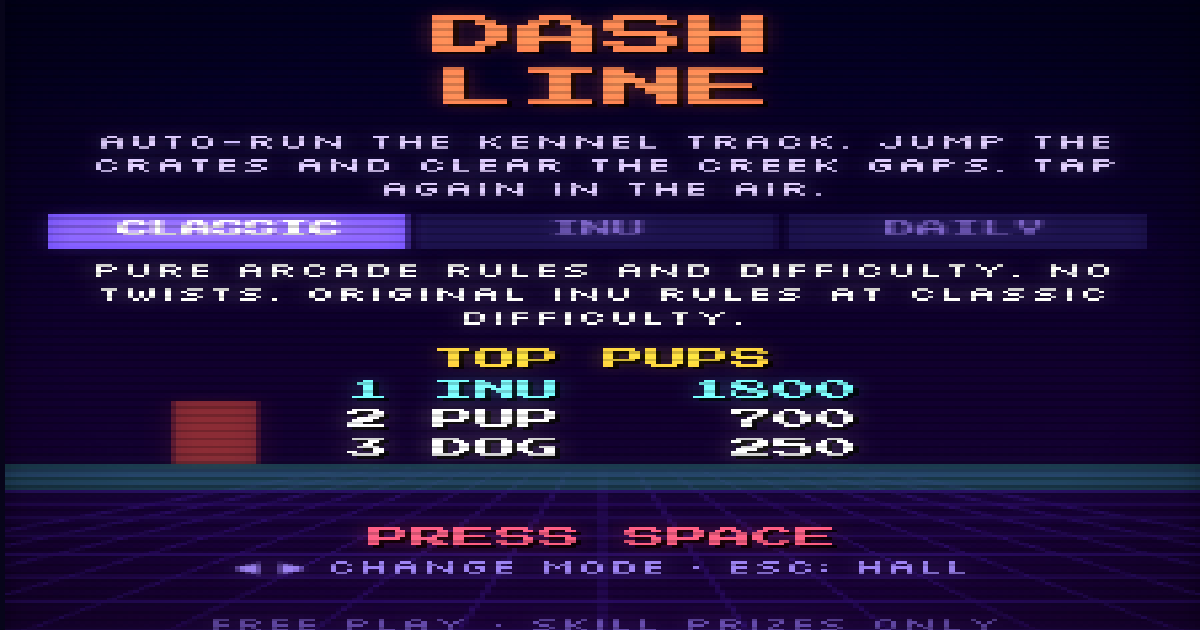 DASH
LINE
AUTO-RUN THE KENNEL TRACK. JUMP THE
CRATES AND CLEAR THE CREEK GAPS. TAP
AGAIN IN THE AIR.
CLASSIC INU DAILY
PURE ARCADE RULES AND DIFFICULTY. NO
TWISTS. ORIGINAL INU RULES AT CLASSIC
DIFFICULTY.
TOP PUPS
1 INU 1800
2 PUP 700
3 DOG 250
PRESS SPACE
◀ ▶ CHANGE MODE · ESC: HALL
FREE PLAY · SKILL PRIZES ONLY